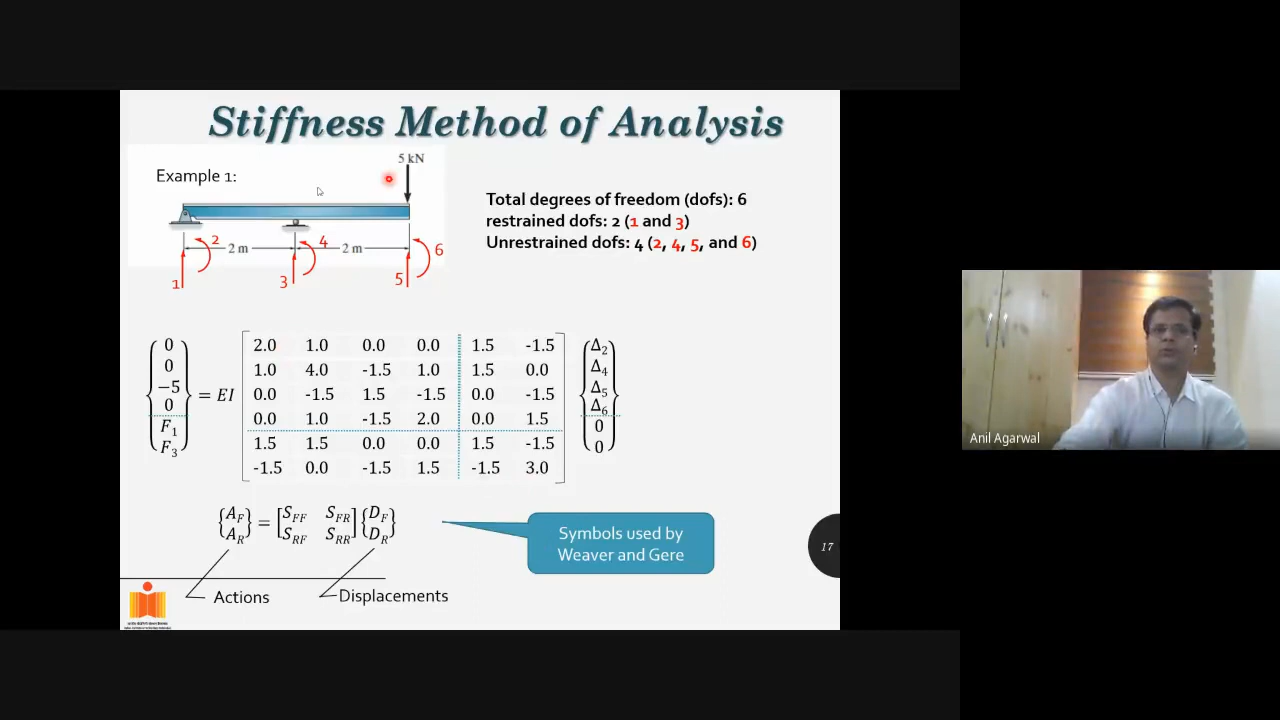 Stiffness Method of Analysis
Example 1:
5 kN
2 m
2 m
1
2
3
4
5
6
Total degrees of freedom (dofs): 6
restrained dofs: 2 (1 and 3)
Unrestrained dofs: 4 (2, 4, 5, and 6)
0 2.0 1.0 0.0 0.0 1.5 -1.5 Δ2
0 1.0 4.0 -1.5 1.0 1.5 0.0 Δ4
−5 = EI 0.0 -1.5 1.5 -1.5 0.0 -1.5 Δ5
0 0.0 1.0 -1.5 2.0 0.0 1.5 Δ6
F1 1.5 1.5 0.0 0.0 1.5 -1.5 0
F3 -1.5 0.0 -1.5 1.5 -1.5 3.0 0
{AF AR} = [SFF SFR SRF SRR] {DF DR}
Actions
Displacements
Symbols used by
Weaver and Gere
17
Anil Agarwal